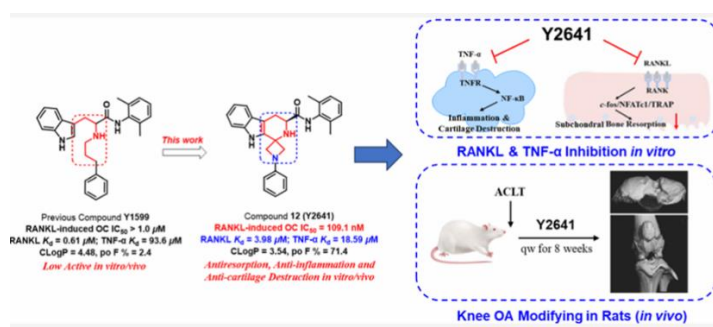 O
N
H
NH
N
H
Previous Compound Y1599
RANKL-induced OC IC50 > 1.0 μM
RANKL Kd = 0.61 μM; TNF-α Kd = 93.6 μM
CLogP = 4.48, po F % = 2.4
Low Active in vitro/vivo
This work
O
N
H
NH
N
H
N
Compound 12 (Y2641)
RANKL-induced OC IC50 = 109.1 nM
RANKL Kd = 3.98 μM; TNF-α Kd = 18.59 μM
CLogP = 3.54, po F % = 71.4
Antiresorption, Anti-inflammation and
Anti-cartilage Destruction in vitro/vivo
Y2641
TNF-α
TNFR
NF-κB
Inflammation &
Cartilage Destruction
RANKL
RANK
c-fos/NFATc1/TRAP
Subchondral Bone Resorption
RANKL & TNF-α Inhibition in vitro
ACLT
Y2641
qw for 8 weeks
Knee OA Modifying in Rats (in vivo)